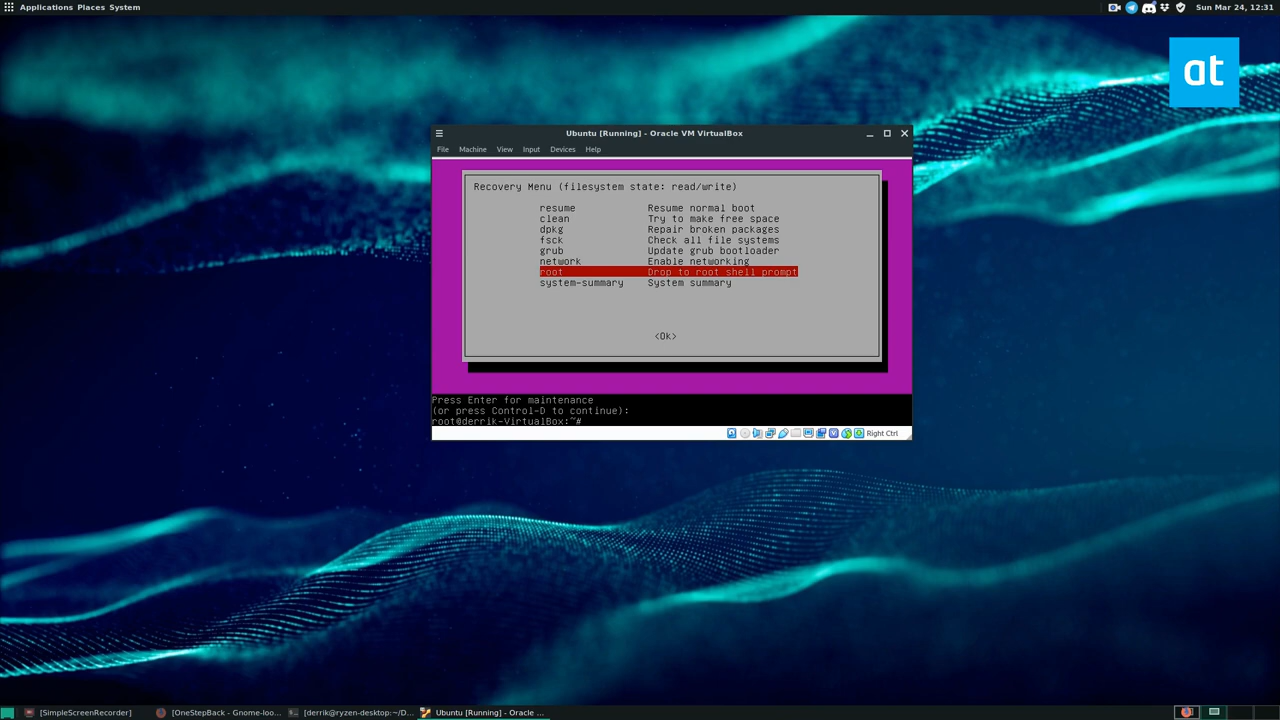 Applications Places System
Sun Mar 24, 12:31
at
Ubuntu [Running] - Oracle VM VirtualBox
File Machine View Input Devices Help
Recovery Menu (filesystem state: read/write)
resume Resume normal boot
clean Try to make free space
dpkg Repair broken packages
fsck Check all file systems
grub Update grub bootloader
network Enable networking
root Drop to root shell prompt
system-summary System summary
<Ok>
Press Enter for maintenance
(or press Control-D to continue):
root@derrik-VirtualBox:~#
Right Ctrl
[SimpleScreenRecorder] [OneStepBack - Gnome-loo... [derrik@ryzen-desktop:~/D... Ubuntu [Running] - Oracle ...